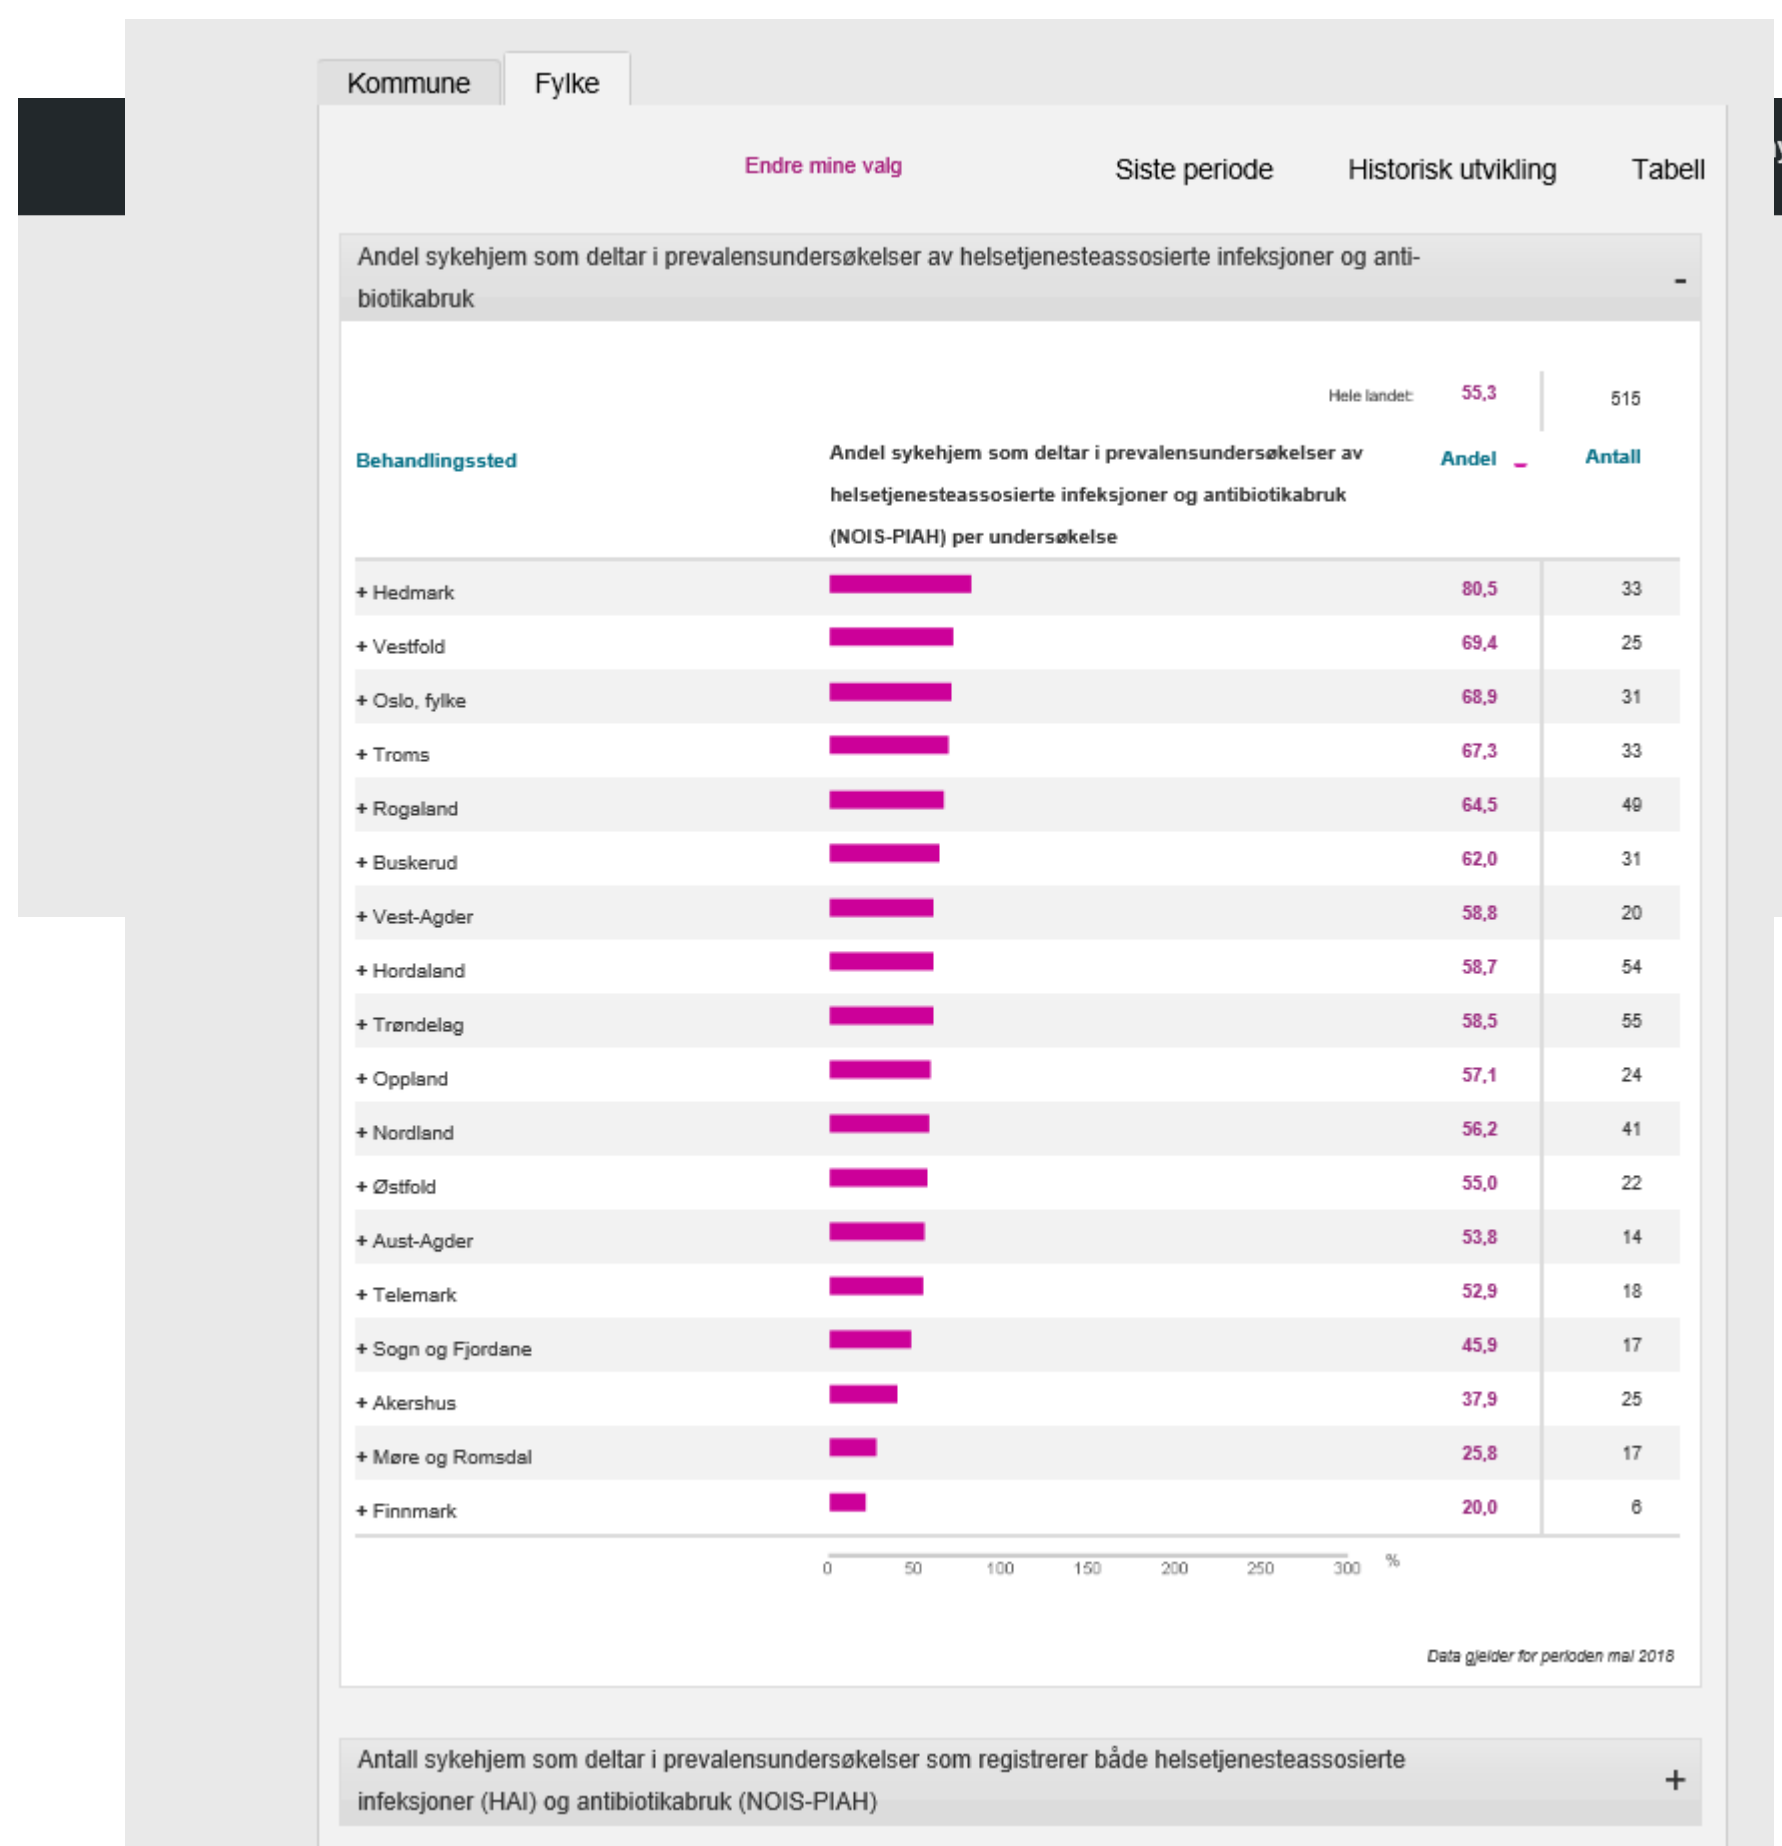 Kommune Fylke
Endre mine valg Siste periode Historisk utvikling Tabell
Andel sykehjem som deltar i prevalensundersøkelser av helsetjenesteassosierte infeksjoner og anti-
biotikabruk
-
Hele landet: 55,3 515
Behandlingssted Andel sykehjem som deltar i prevalensundersøkelser av Andel Antall
helsetjenesteassosierte infeksjoner og antibiotikabruk
(NOIS-PIAH) per undersøkelse
+ Hedmark 80,5 33
+ Vestfold 69,4 25
+ Oslo, fylke 68,9 31
+ Troms 67,3 33
+ Rogaland 64,5 49
+ Buskerud 62,0 31
+ Vest-Agder 58,8 20
+ Hordaland 58,7 54
+ Trøndelag 58,5 55
+ Oppland 57,1 24
+ Nordland 56,2 41
+ Østfold 55,0 22
+ Aust-Agder 53,8 14
+ Telemark 52,9 18
+ Sogn og Fjordane 45,9 17
+ Akershus 37,9 25
+ Møre og Romsdal 25,8 17
+ Finnmark 20,0 6
0 50 100 150 200 250 300 %
Data gjelder for perioden mai 2018
Antall sykehjem som deltar i prevalensundersøkelser som registrerer både helsetjenesteassosierte
infeksjoner (HAI) og antibiotikabruk (NOIS-PIAH)
+